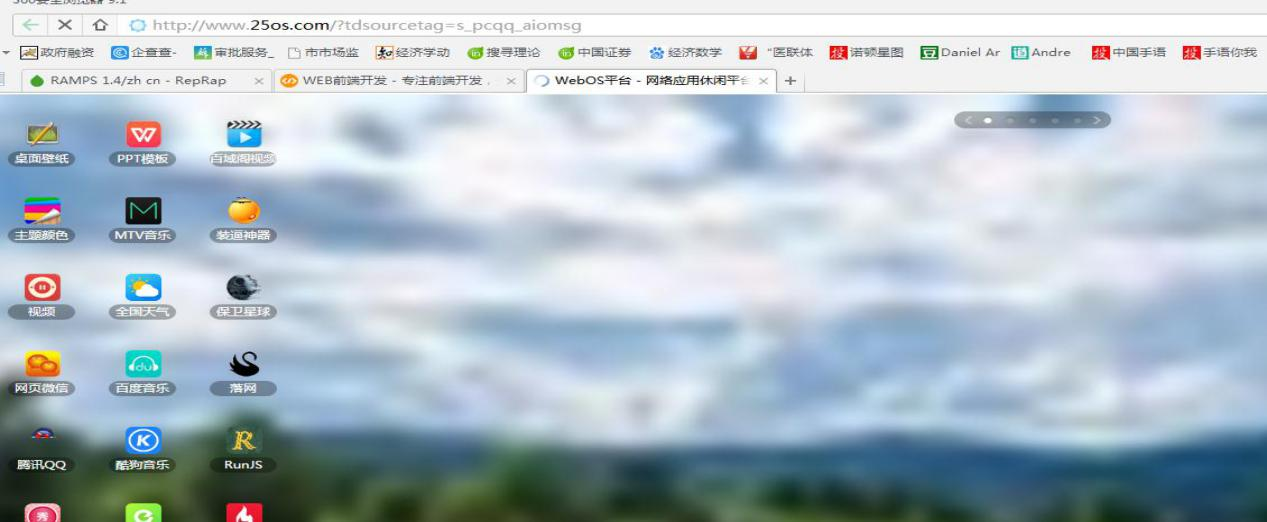 http://www.25os.com/?tdsourcetag=s_pcqq_aiomsg
政府融资 企查查- 审批服务_ 市市场监 经济学动 搜寻理论 中国证券 经济数学 "医联体 诺顿星图 Daniel Ar Andre 中国手语 手语你我
RAMPS 1.4/zh cn - RepRap × WEB前端开发 - 专注前端开发 . × WebOS平台 - 网络应用休闲平台 × +
桌面壁纸 PPT模板 百域阁视频
主题颜色 MTV音乐 装逼神器
视频 全国天气 保卫星球
网页微信 百度音乐 落网
腾讯QQ 酷狗音乐 RunJS
秀